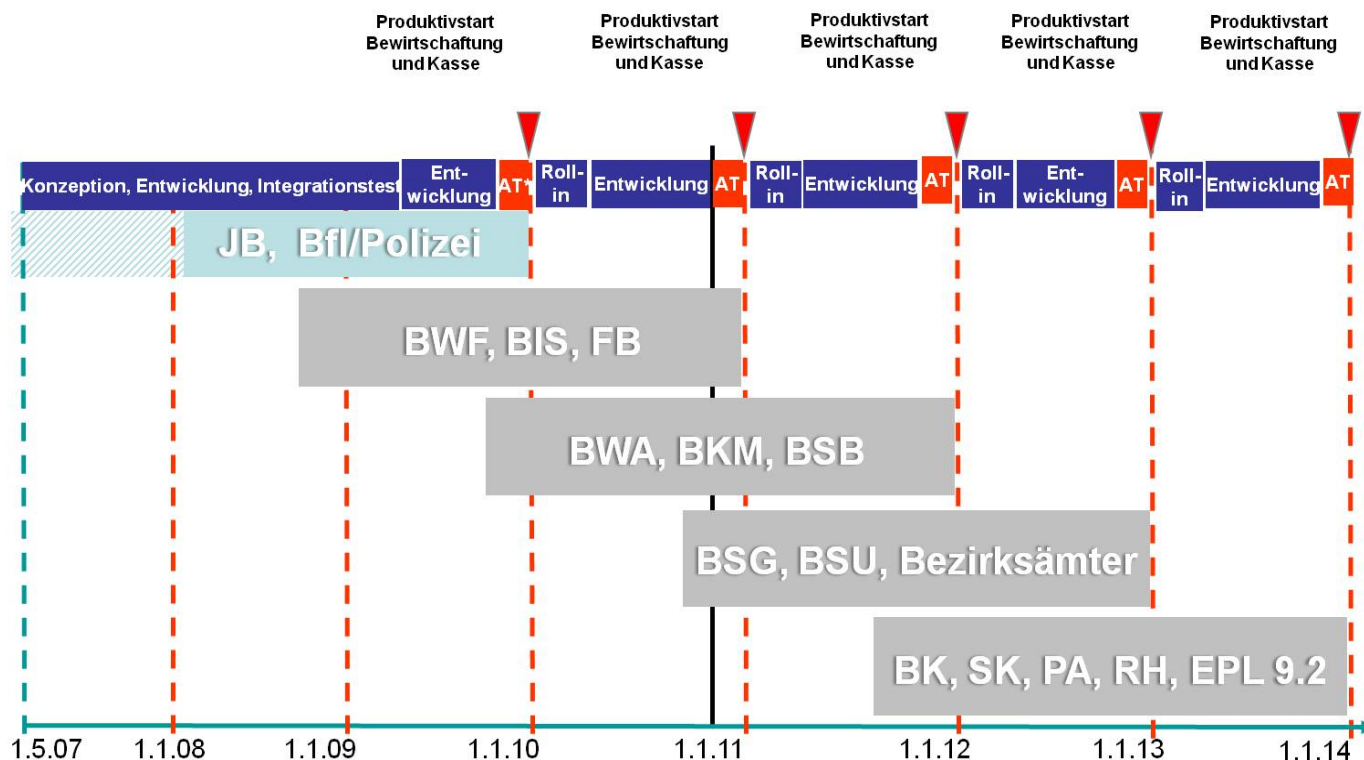 Produktivstart
Bewirtschaftung
und Kasse
Produktivstart
Bewirtschaftung
und Kasse
Produktivstart
Bewirtschaftung
und Kasse
Produktivstart
Bewirtschaftung
und Kasse
Produktivstart
Bewirtschaftung
und Kasse
Konzeption, Entwicklung, Integrationstest
Ent-
wicklung
AT*
Roll-
in
Entwicklung
AT
Roll-
in
Entwicklung
AT
Roll-
in
Ent-
wicklung
AT
Roll-
in
Entwicklung
AT
JB, Bfl/Polizei
BWF, BIS, FB
BWA, BKM, BSB
BSG, BSU, Bezirksämter
BK, SK, PA, RH, EPL 9.2
1.5.07 1.1.08 1.1.09 1.1.10 1.1.11 1.1.12 1.1.13 1.1.14